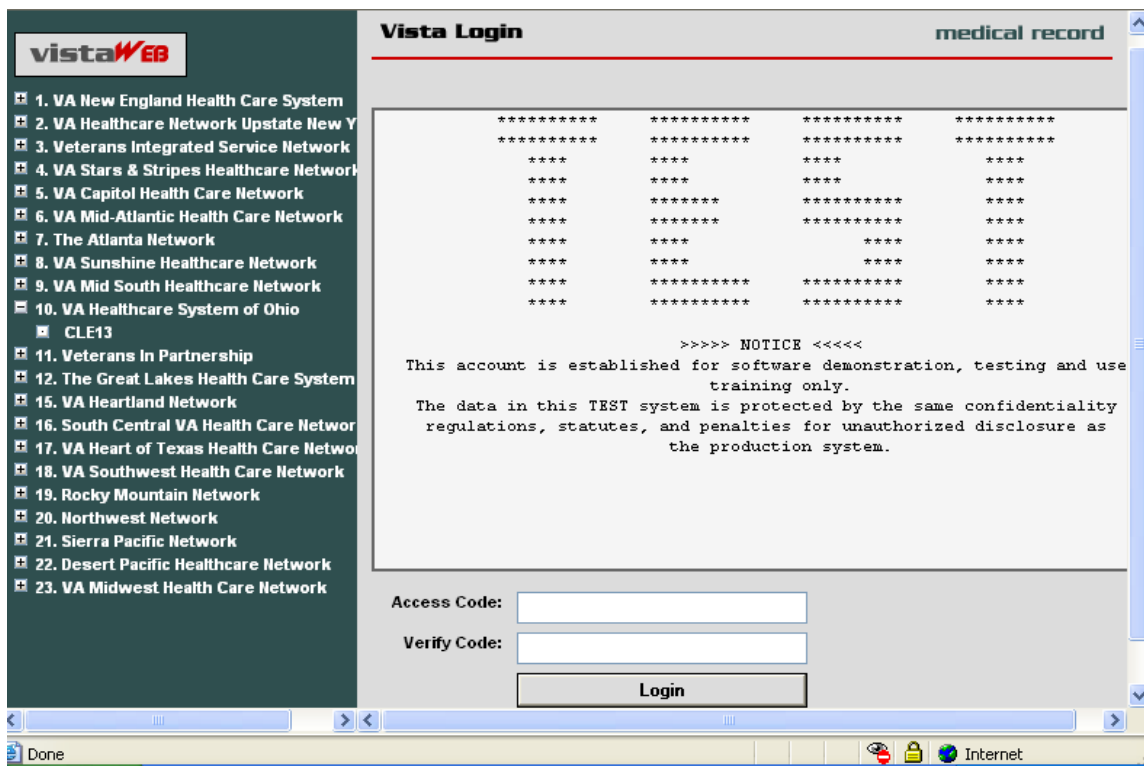 vistaWEB
1. VA New England Health Care System
2. VA Healthcare Network Upstate New Y
3. Veterans Integrated Service Network
4. VA Stars & Stripes Healthcare Network
5. VA Capitol Health Care Network
6. VA Mid-Atlantic Health Care Network
7. The Atlanta Network
8. VA Sunshine Healthcare Network
9. VA Mid South Healthcare Network
10. VA Healthcare System of Ohio
CLE13
11. Veterans In Partnership
12. The Great Lakes Health Care System
15. VA Heartland Network
16. South Central VA Health Care Networ
17. VA Heart of Texas Health Care Networ
18. VA Southwest Health Care Network
19. Rocky Mountain Network
20. Northwest Network
21. Sierra Pacific Network
22. Desert Pacific Healthcare Network
23. VA Midwest Health Care Network
Vista Login
medical record
********** ********** ********** **********
********** ********** ********** **********
**** **** **** ****
**** **** **** ****
**** ******* ********** ****
**** ******* ********** ****
**** **** **** ****
**** **** **** ****
**** ********** ********** ****
**** ********** ********** ****
>>>>> NOTICE <<<<<
This account is established for software demonstration, testing and use
training only.
The data in this TEST system is protected by the same confidentiality
regulations, statutes, and penalties for unauthorized disclosure as
the production system.
Access Code:
Verify Code:
Login
Done
Internet